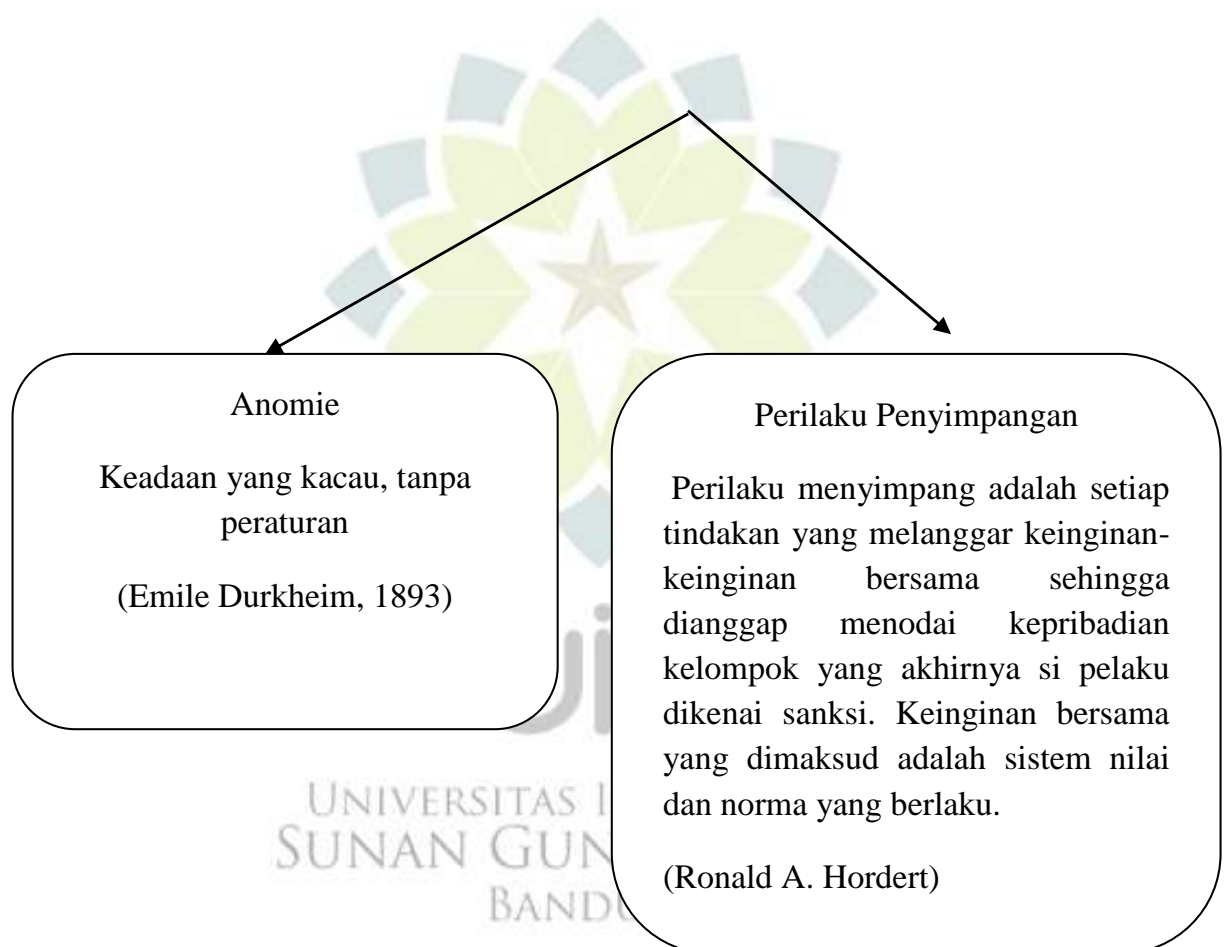 Anomie
Keadaan yang kacau, tanpa
peraturan
(Emile Durkheim, 1893)
Perilaku Penyimpangan
Perilaku menyimpang adalah setiap
tindakan yang melanggar keinginan-
keinginan bersama sehingga
dianggap menodai kepribadian
kelompok yang akhirnya si pelaku
dikenai sanksi. Keinginan bersama
yang dimaksud adalah sistem nilai
dan norma yang berlaku.
(Ronald A. Hordert)
UNIVERSITAS
SUNAN GUN
BAND